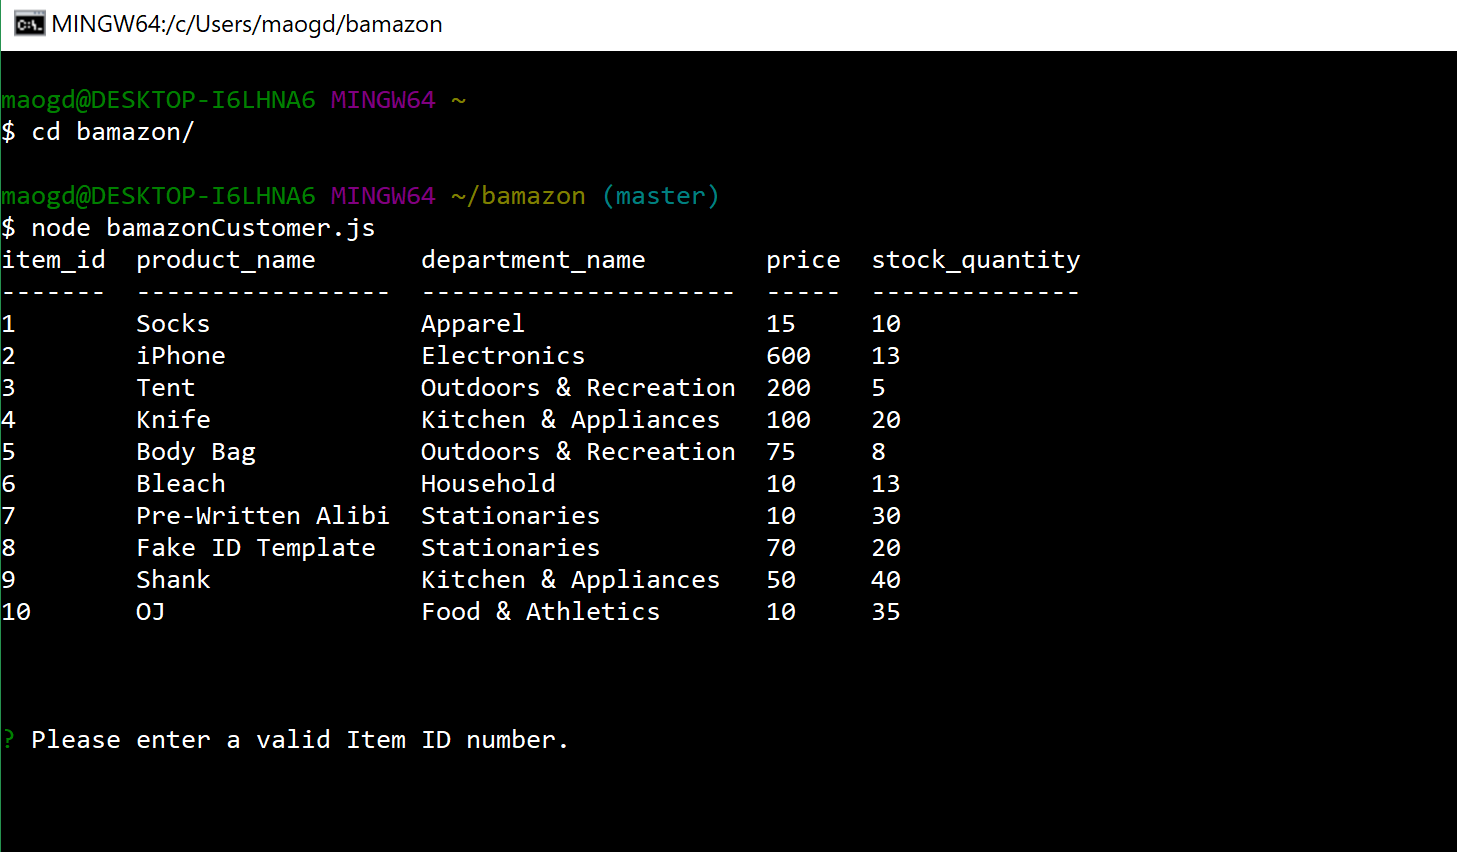 MINGW64:/c/Users/maogd/bamazon
maogd@DESKTOP-I6LHNA6 MINGW64 ~
$ cd bamazon/
maogd@DESKTOP-I6LHNA6 MINGW64 ~/bamazon (master)
$ node bamazonCustomer.js
item_id  product_name       department_name        price  stock_quantity
-------  -----------------  ---------------------  -----  --------------
1        Socks              Apparel                15     10
2        iPhone             Electronics            600    13
3        Tent               Outdoors & Recreation  200    5
4        Knife              Kitchen & Appliances   100    20
5        Body Bag           Outdoors & Recreation  75     8
6        Bleach             Household              10     13
7        Pre-Written Alibi  Stationaries           10     30
8        Fake ID Template   Stationaries           70     20
9        Shank              Kitchen & Appliances   50     40
10       OJ                 Food & Athletics       10     35
? Please enter a valid Item ID number.